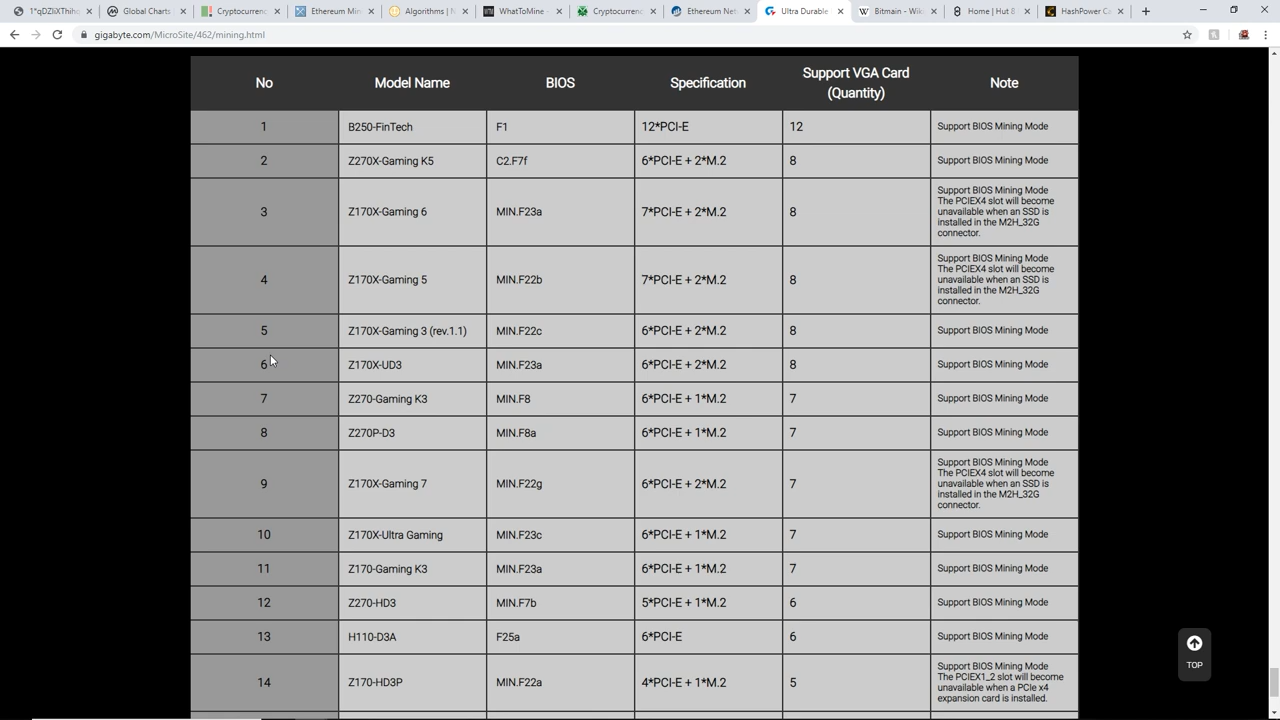 1*qDZliXThiho
Global Charts
Cryptocurrenc
Ethereum Min
Algorithms | N
WhatToMine -
Cryptocurrenc
Ethereum Net
Ultra Durable
Bitmain - Wiki
Home | Hut 8
HashPower Ca
gigabyte.com/MicroSite/462/mining.html
No Model Name BIOS Specification Support VGA Card
(Quantity) Note
1 B250-FinTech F1 12*PCI-E 12 Support BIOS Mining Mode
2 Z270X-Gaming K5 C2.F7f 6*PCI-E + 2*M.2 8 Support BIOS Mining Mode
3 Z170X-Gaming 6 MIN.F23a 7*PCI-E + 2*M.2 8 Support BIOS Mining Mode
The PCIEX4 slot will become
unavailable when an SSD is
installed in the M2H_32G
connector.
4 Z170X-Gaming 5 MIN.F22b 7*PCI-E + 2*M.2 8 Support BIOS Mining Mode
The PCIEX4 slot will become
unavailable when an SSD is
installed in the M2H_32G
connector.
5 Z170X-Gaming 3 (rev.1.1) MIN.F22c 6*PCI-E + 2*M.2 8 Support BIOS Mining Mode
6 Z170X-UD3 MIN.F23a 6*PCI-E + 2*M.2 8 Support BIOS Mining Mode
7 Z270-Gaming K3 MIN.F8 6*PCI-E + 1*M.2 7 Support BIOS Mining Mode
8 Z270P-D3 MIN.F8a 6*PCI-E + 1*M.2 7 Support BIOS Mining Mode
9 Z170X-Gaming 7 MIN.F22g 6*PCI-E + 2*M.2 7 Support BIOS Mining Mode
The PCIEX4 slot will become
unavailable when an SSD is
installed in the M2H_32G
connector.
10 Z170X-Ultra Gaming MIN.F23c 6*PCI-E + 1*M.2 7 Support BIOS Mining Mode
11 Z170-Gaming K3 MIN.F23a 6*PCI-E + 1*M.2 7 Support BIOS Mining Mode
12 Z270-HD3 MIN.F7b 5*PCI-E + 1*M.2 6 Support BIOS Mining Mode
13 H110-D3A F25a 6*PCI-E 6 Support BIOS Mining Mode
14 Z170-HD3P MIN.F22a 4*PCI-E + 1*M.2 5 Support BIOS Mining Mode
The PCIEX1_2 slot will become
unavailable when a PCIe x4
expansion card is installed.
TOP